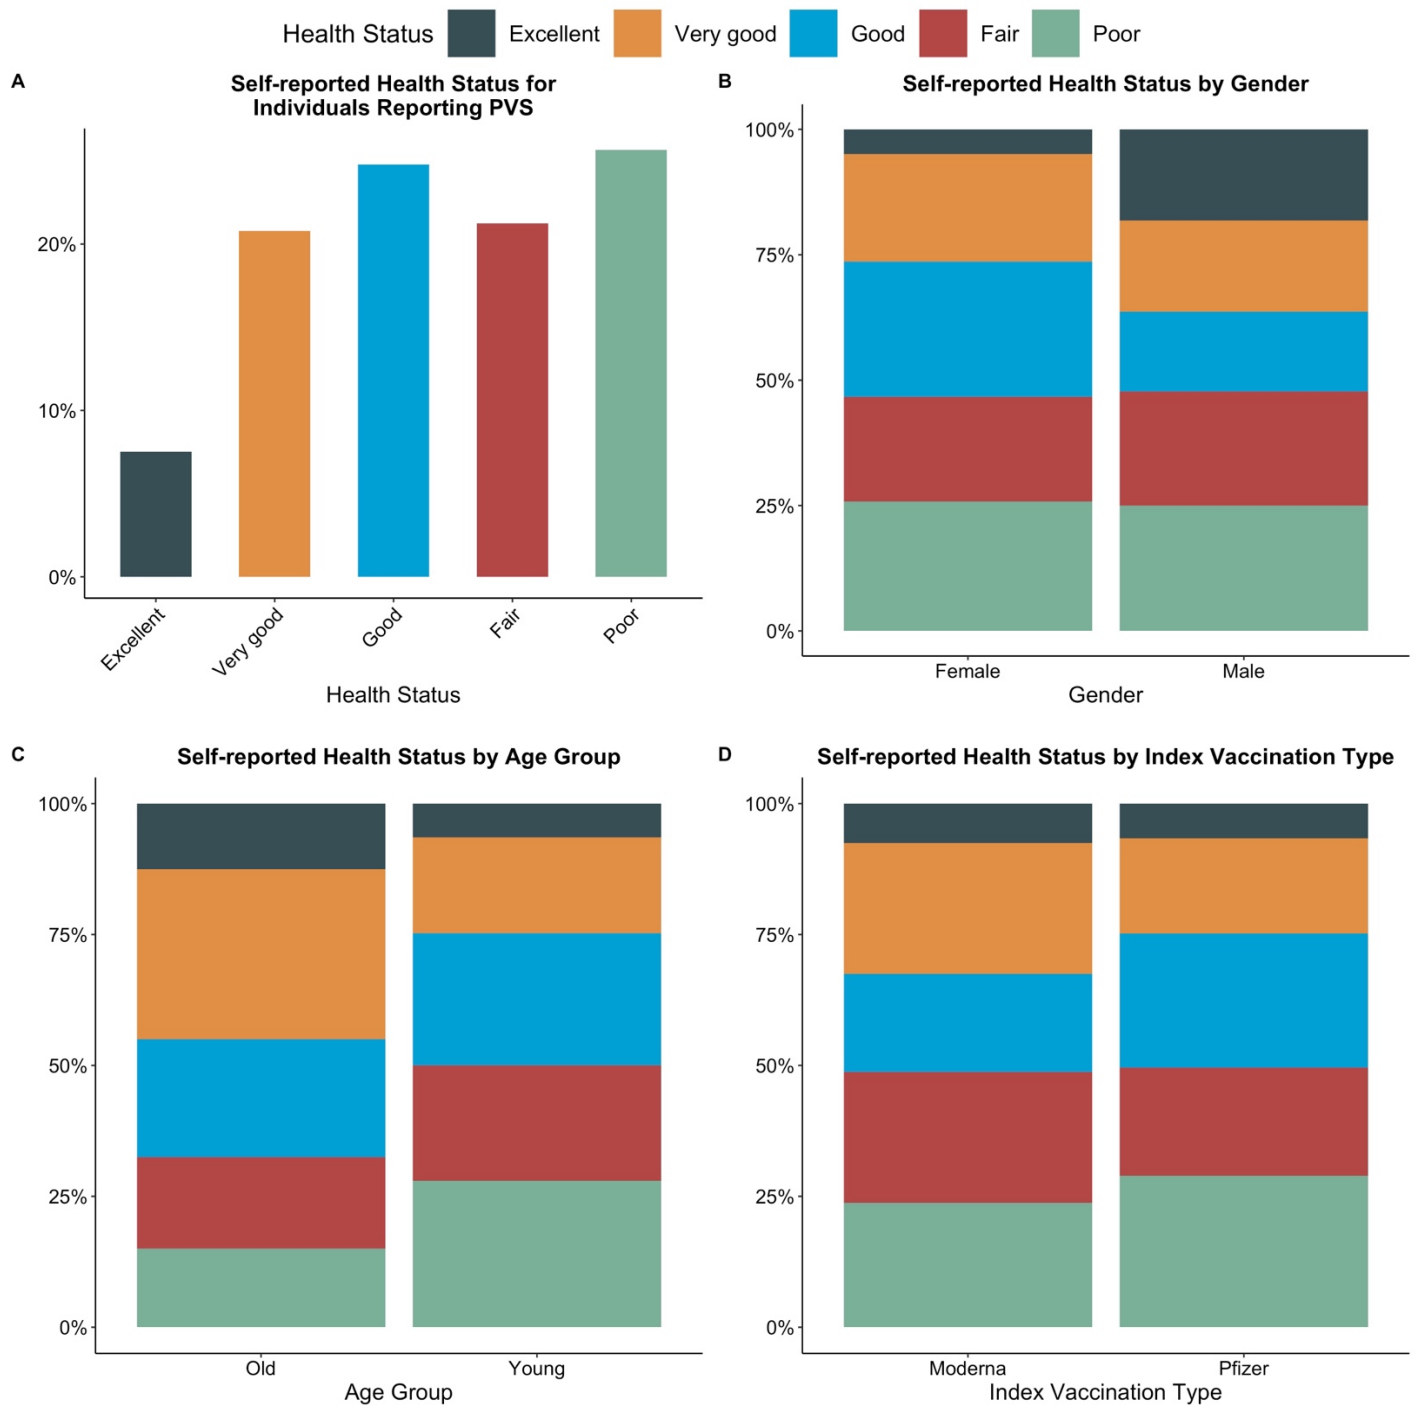 Health Status Excellent Very good Good Fair Poor
A
Self-reported Health Status for
Individuals Reporting PVS
20%
10%
0%
Excellent
Very good
Good
Fair
Poor
Health Status
B
Self-reported Health Status by Gender
100%
75%
50%
25%
0%
Female
Male
Gender
C
Self-reported Health Status by Age Group
100%
75%
50%
25%
0%
Old
Young
Age Group
D
Self-reported Health Status by Index Vaccination Type
100%
75%
50%
25%
0%
Moderna
Pfizer
Index Vaccination Type